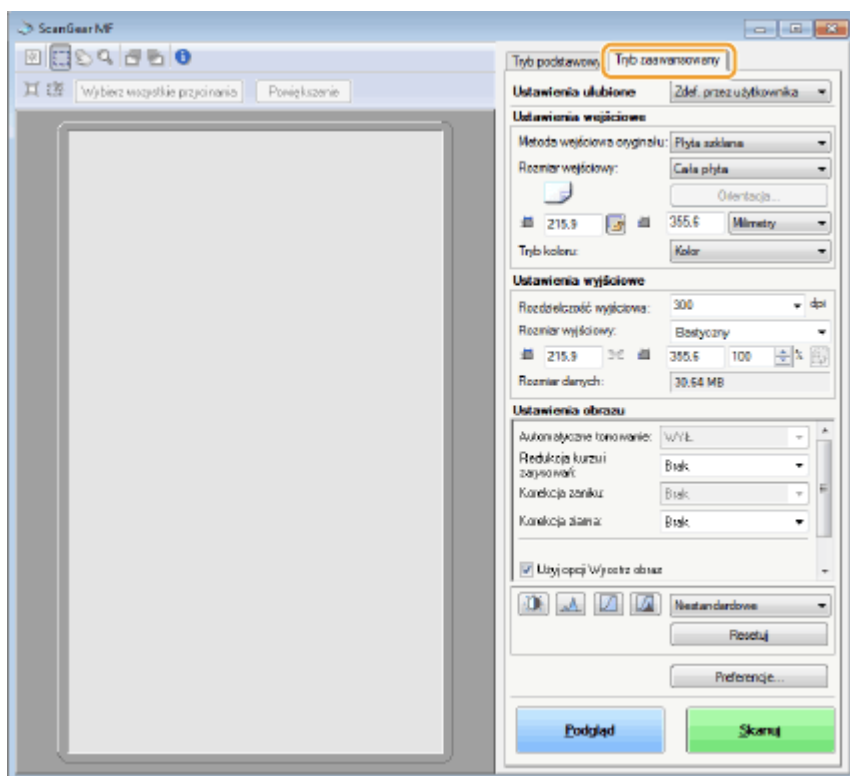 ScanGear MF
Tryb podstawowy Tryb zaawansowany
Wybierz wszystkie przycinania Powiększenie
Ustawienia ulubione Zdef. przez użytkownika
Ustawienia wejściowe
Metoda wejściowa oryginału: Płyta szklana
Rozmiar wejściowy: Cała płyta
Orientacja...
215.9 355.6 Milimetry
Tryb koloru: Kolor
Ustawienia wyjściowe
Rozdzielczość wyjściowa: 300 dpi
Rozmiar wyjściowy: Elastyczny
215.9 355.6 100 %
Rozmiar danych: 30.64 MB
Ustawienia obrazu
Automatyczne tonowanie: WYŁ.
Redukcja kurzu i
zarysowań: Brak
Korekcja zaniku: Brak
Korekcja ziarna: Brak
Użyj opcji Wyostrz obraz
Niestandardowe
Resetuj
Preferencje...
Podgląd Skanuj